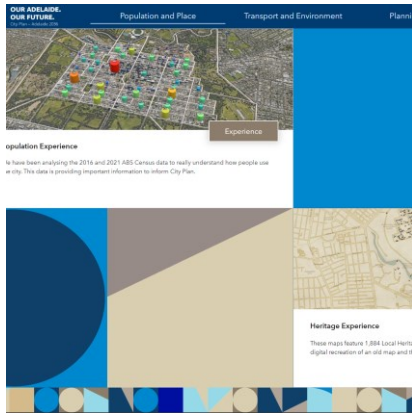 OUR ADELAIDE.
OUR FUTURE.
City Plan – Adelaide 2036
Population and Place
Transport and Environment
Planni
Experience
opulation Experience
e have been analysing the 2016 and 2021 ABS Census data to really understand how people use
e city. This data is providing important information to inform City Plan.
Heritage Experience
These maps feature 1,884 Local Herita
digital recreation of an old map and th